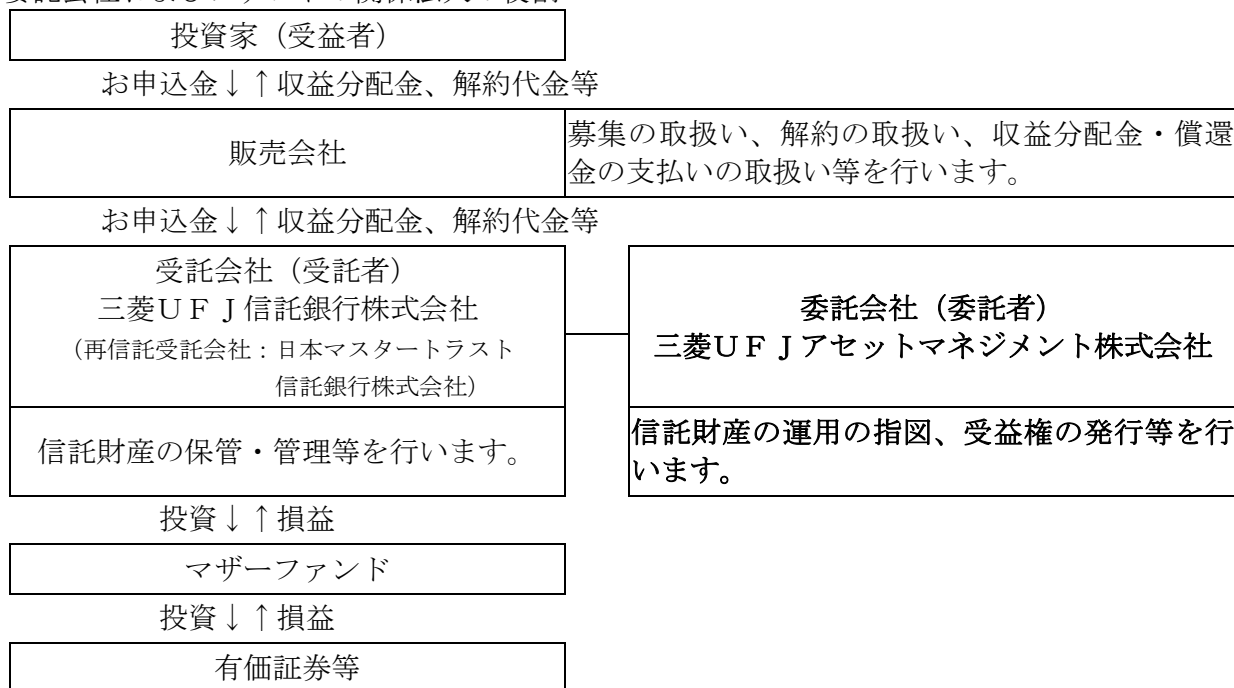 投資家（受益者）
お申込金↓↑収益分配金、解約代金等
販売会社
募集の取扱い、解約の取扱い、収益分配金・償還
金の支払いの取扱い等を行います。
お申込金↓↑収益分配金、解約代金等
受託会社（受託者）
三菱ＵＦＪ信託銀行株式会社
（再信託受託会社：日本マスタートラスト
信託銀行株式会社）
委託会社（委託者）
三菱ＵＦＪアセットマネジメント株式会社
信託財産の保管・管理等を行います。
信託財産の運用の指図、受益権の発行等を行
います。
投資↓↑損益
マザーファンド
投資↓↑損益
有価証券等